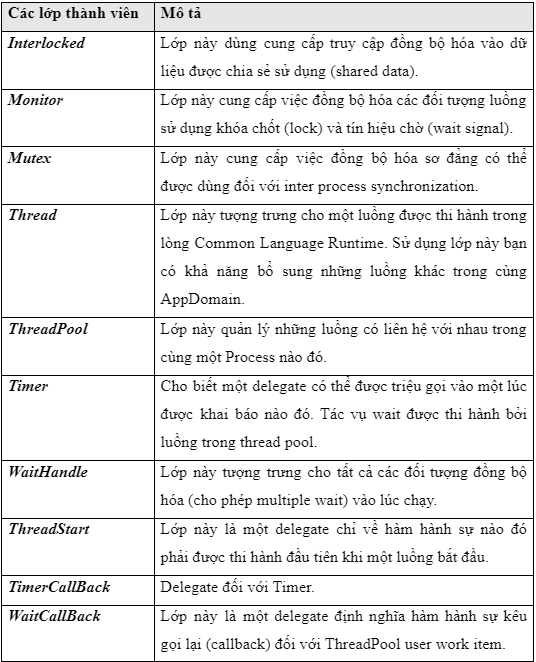 Các lớp thành viên Mô tả
Interlocked Lớp này dùng cung cấp truy cập đồng bộ hóa vào dữ
liệu được chia sẻ sử dụng (shared data).
Monitor Lớp này cung cấp việc đồng bộ hóa các đối tượng luồng
sử dụng khóa chốt (lock) và tín hiệu chờ (wait signal).
Mutex Lớp này cung cấp việc đồng bộ hóa sơ đẳng có thể
được dùng đối với inter process synchronization.
Thread Lớp này tượng trưng cho một luồng được thi hành trong
lòng Common Language Runtime. Sử dụng lớp này bạn
có khả năng bổ sung những luồng khác trong cùng
AppDomain.
ThreadPool Lớp này quản lý những luồng có liên hệ với nhau trong
cùng một Process nào đó.
Timer Cho biết một delegate có thể được triệu gọi vào một lúc
được khai báo nào đó. Tác vụ wait được thi hành bởi
luồng trong thread pool.
WaitHandle Lớp này tượng trưng cho tất cả các đối tượng đồng bộ
hóa (cho phép multiple wait) vào lúc chạy.
ThreadStart Lớp này là một delegate chỉ về hàm hành sự nào đó
phải được thi hành đầu tiên khi một luồng bắt đầu.
TimerCallBack Delegate đối với Timer.
WaitCallBack Lớp này là một delegate định nghĩa hàm hành sự kêu
gọi lại (callback) đối với ThreadPool user work item.